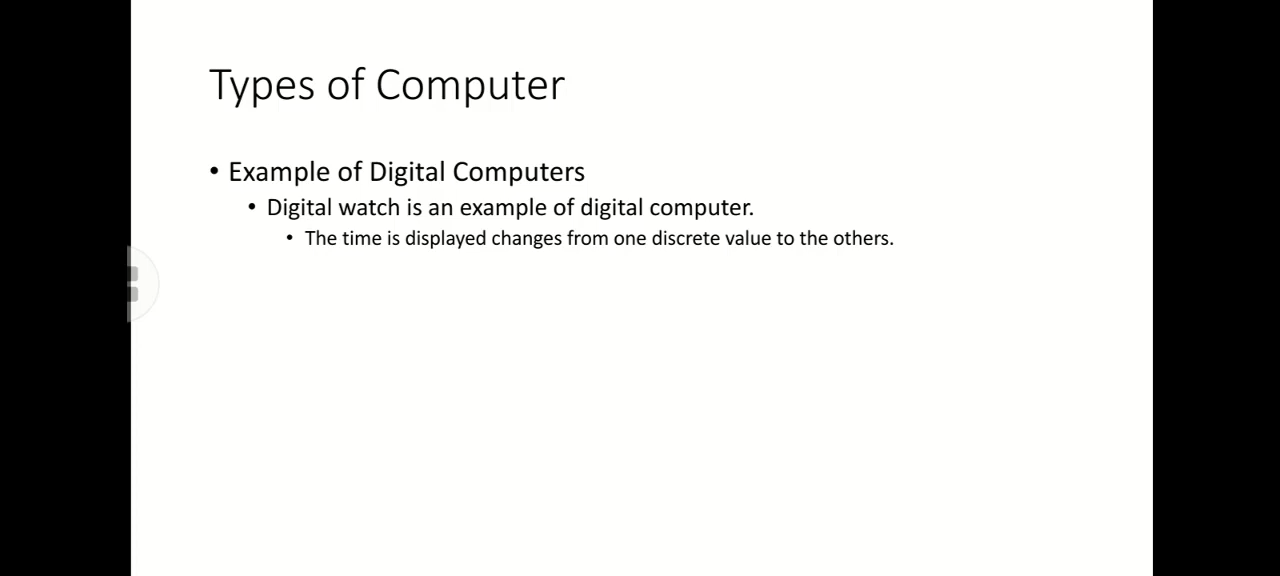 Types of Computer
• Example of Digital Computers
• Digital watch is an example of digital computer.
• The time is displayed changes from one discrete value to the others.